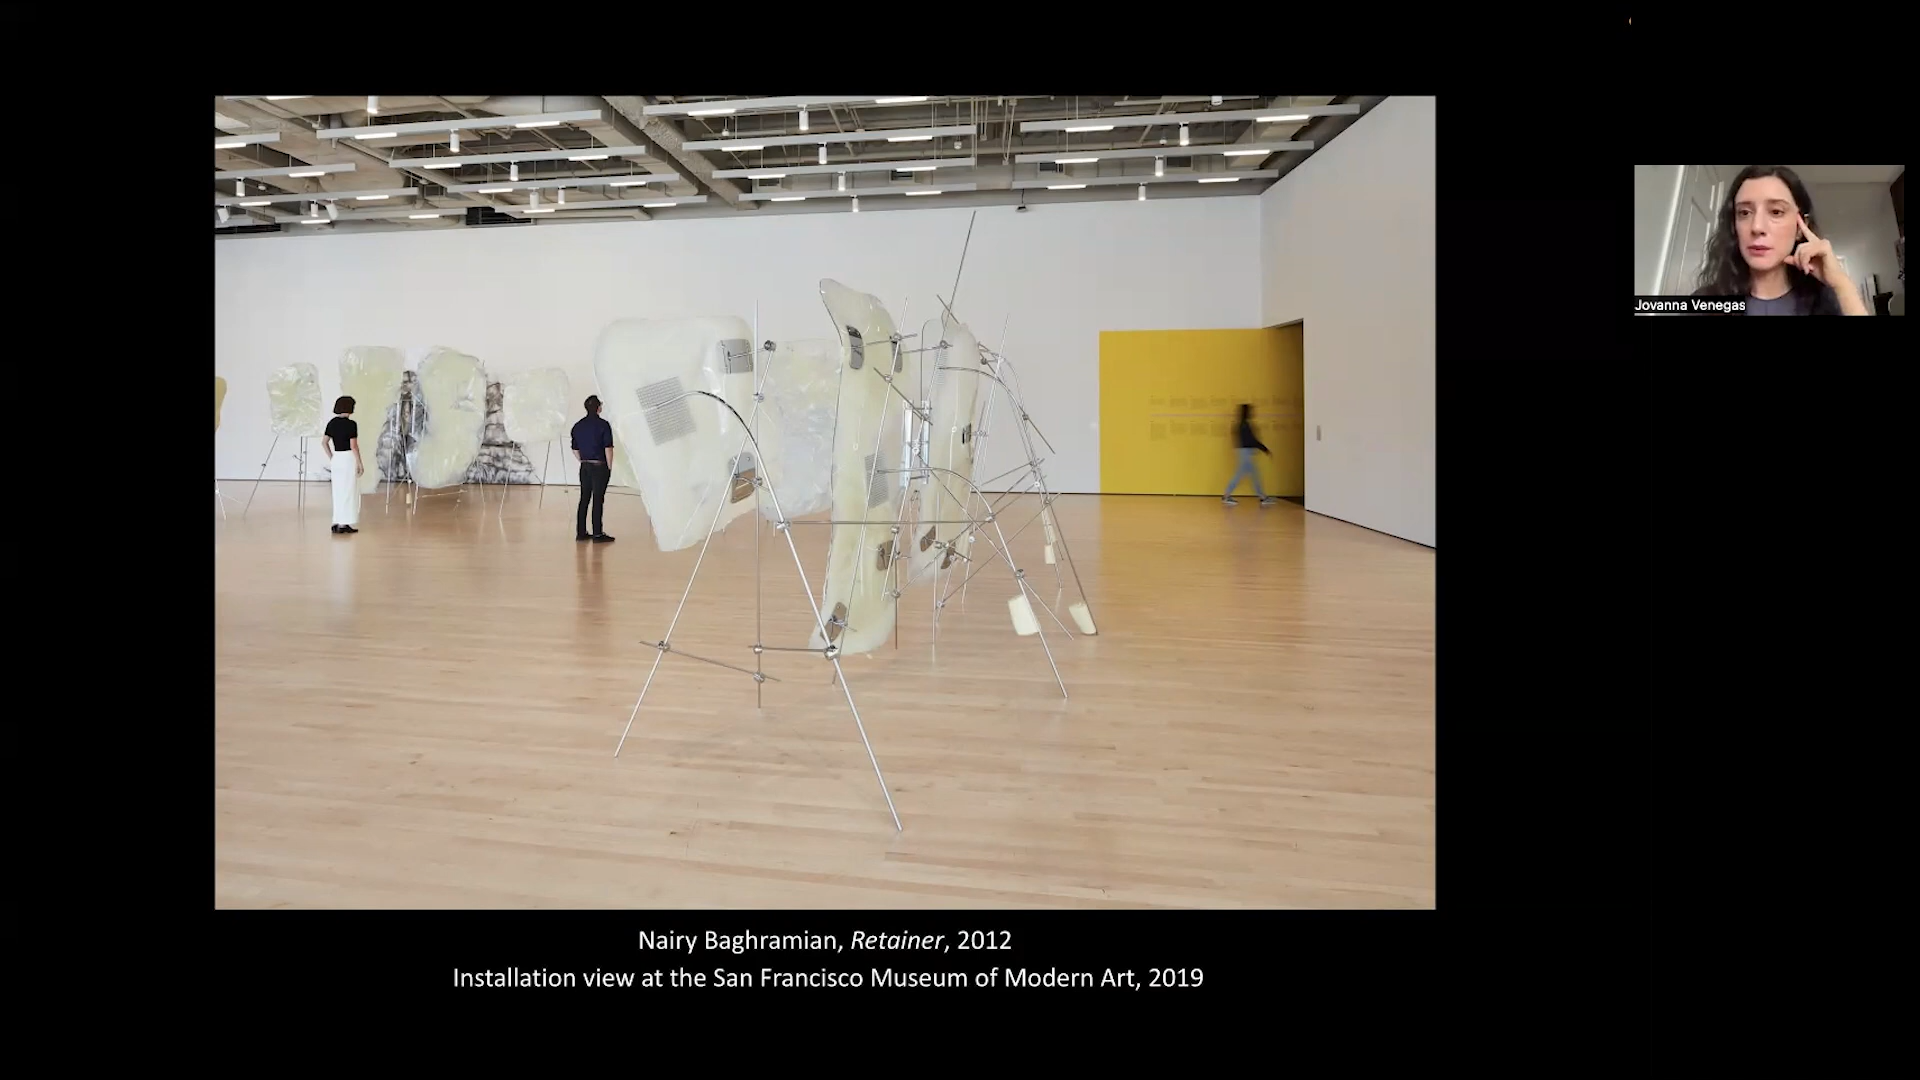 Jovanna Venegas
Nairy Baghramian, Retainer, 2012
Installation view at the San Francisco Museum of Modern Art, 2019